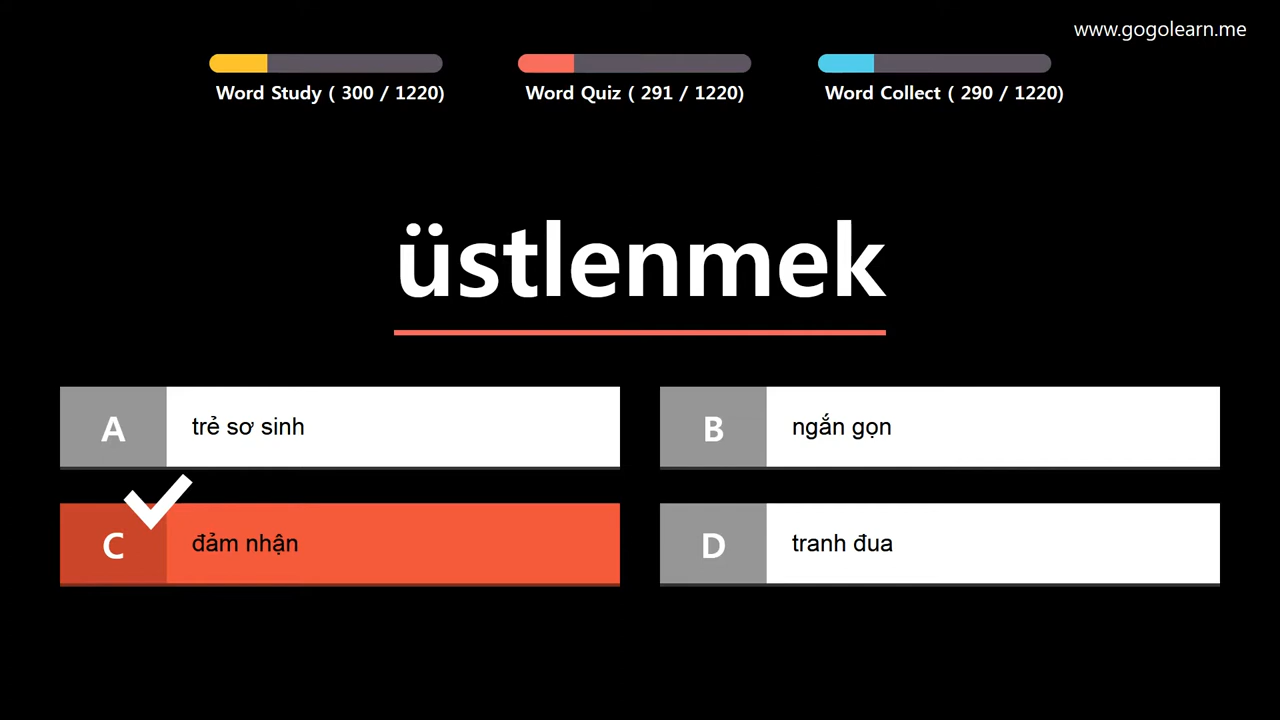 www.gogolearn.me
Word Study ( 300 / 1220)
Word Quiz ( 291 / 1220)
Word Collect ( 290 / 1220)
üstlenmek
A
trẻ sơ sinh
B
ngắn gọn
C
đảm nhận
D
tranh đua